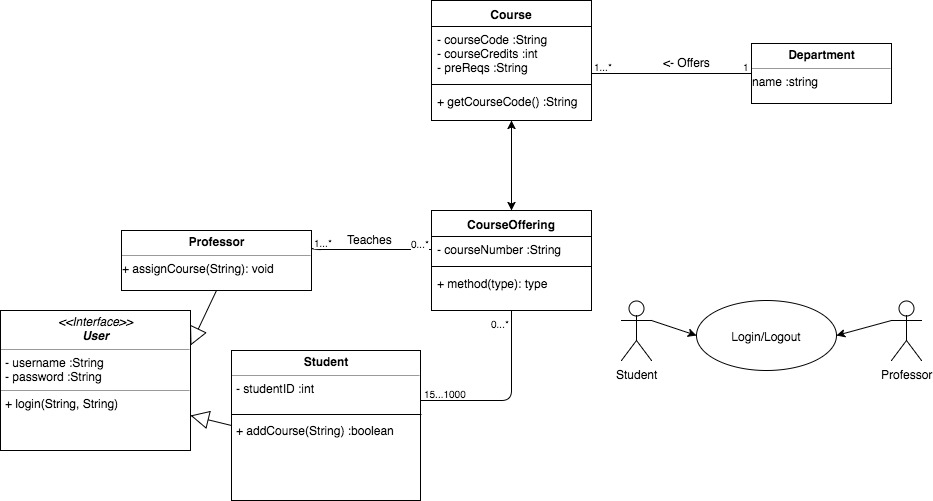 Course
- courseCode :String
- courseCredits :int
- preReqs :String
+ getCourseCode() :String
1...*
<- Offers
1
Department
name :string
CourseOffering
- courseNumber :String
+ method(type): type
Professor
+ assignCourse(String): void
1...*
Teaches
0...*
<<Interface>>
User
- username :String
- password :String
+ login(String, String)
Student
- studentID :int
+ addCourse(String) :boolean
0...*
15...1000
Login/Logout
Student
Professor